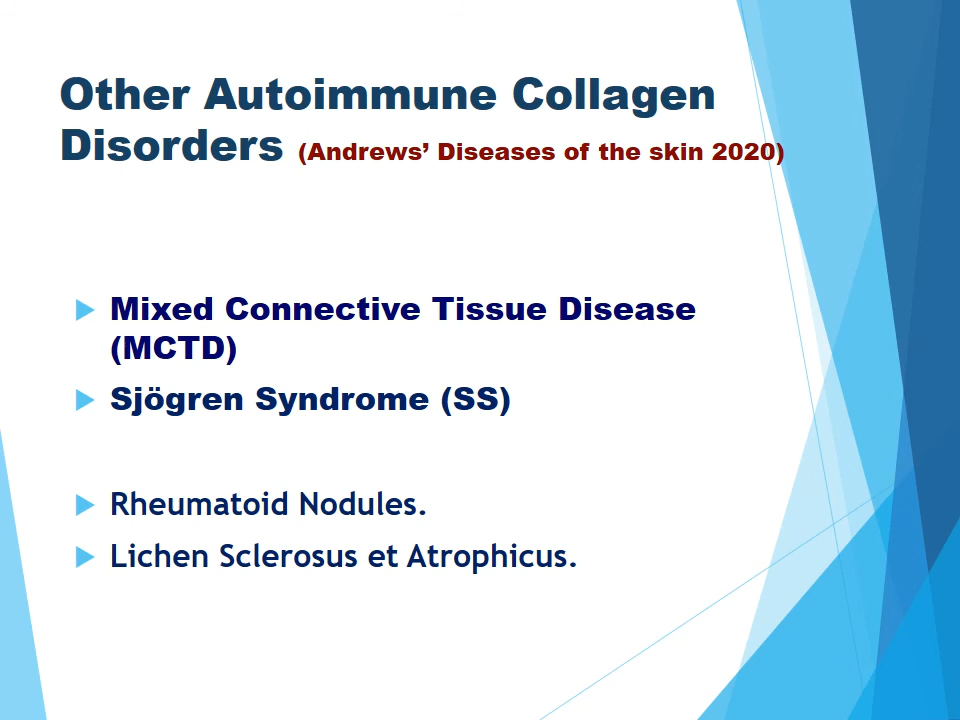 Other Autoimmune Collagen
Disorders (Andrews’ Diseases of the skin 2020)
Mixed Connective Tissue Disease
(MCTD)
Sjögren Syndrome (SS)
Rheumatoid Nodules.
Lichen Sclerosus et Atrophicus.